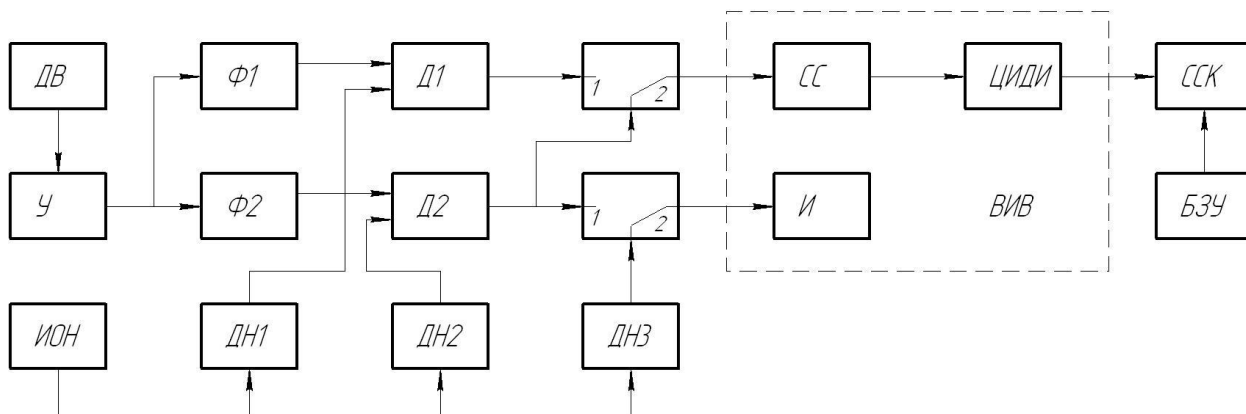 ДВ Ф1 Д1 1 2 СС ЦИДИ ССК
У Ф2 Д2 1 2 И ВИВ БЗУ
ИОН ДН1 ДН2 ДН3